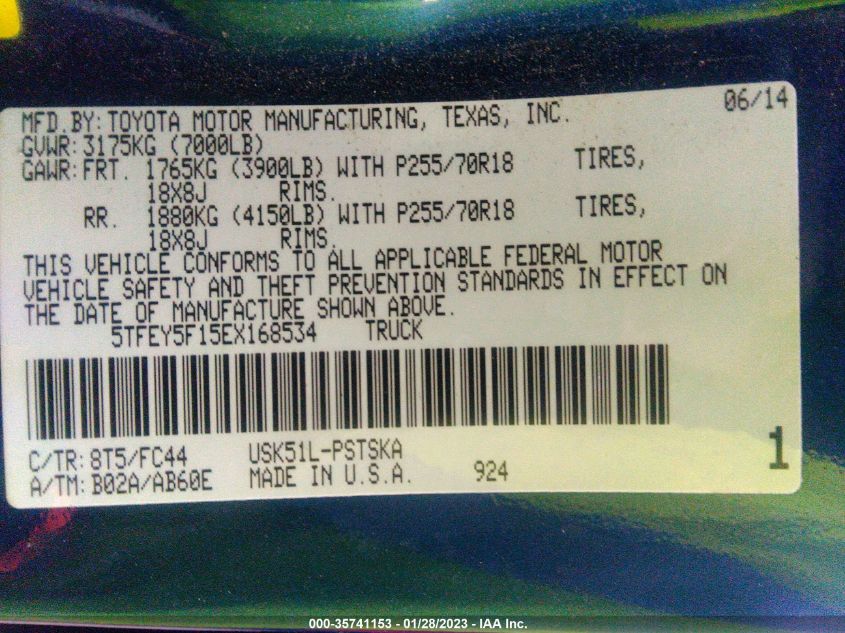 06/14
MFD.BY: TOYOTA MOTOR MANUFACTURING, TEXAS, INC.
GVWR: 3175KG (7000LB)
GAWR: FRT. 1765KG (3900LB) WITH P255/70R18 TIRES,
18X8J RIMS.
RR. 1880KG (4150LB) WITH P255/70R18 TIRES,
18X8J RIMS.
THIS VEHICLE CONFORMS TO ALL APPLICABLE FEDERAL MOTOR
VEHICLE SAFETY AND THEFT PREVENTION STANDARDS IN EFFECT ON
THE DATE OF MANUFACTURE SHOWN ABOVE.
5TFEY5F15EX168534 TRUCK
C/TR: 8T5/FC44 USK51L-PSTSKA
A/TM: B02A/AB60E MADE IN U.S.A. 924
1
000-35741153 - 01/28/2023 - IAA Inc.